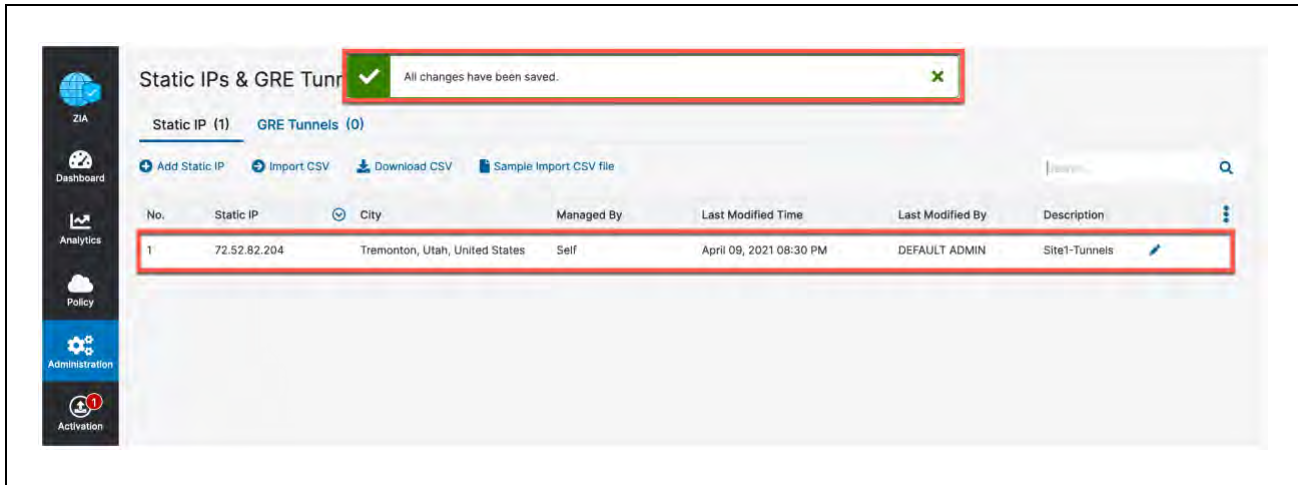 Static IPs & GRE Tunr
All changes have been saved.
ZIA
Static IP (1) GRE Tunnels (0)
Dashboard
Add Static IP Import CSV Download CSV Sample Import CSV file
No. Static IP City Managed By Last Modified Time Last Modified By Description
Analytics
1 72.52.82.204 Tremonton, Utah, United States Self April 09, 2021 08:30 PM DEFAULT ADMIN Site1-Tunnels
Policy
Administration
1
Activation